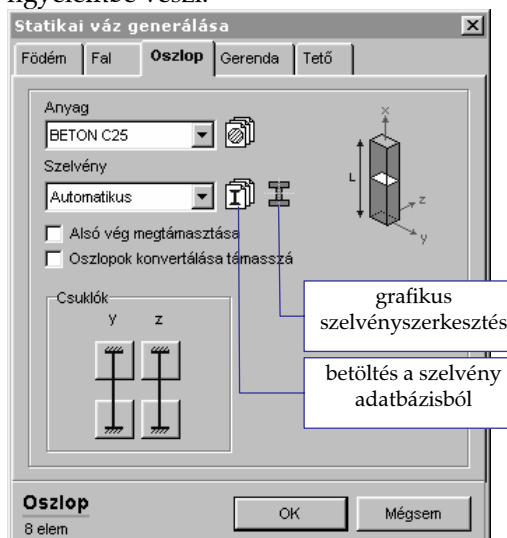 figyelembe veszi.
Statikai váz generálása
Födém Fal Oszlop Gerenda Tető
Anyag
BETON C25
Szelvény
Automatikus
Alsó vég megtámasztása
Oszlopok konvertálása támasszá
Csuklók
y z
x
L
z
y
grafikus
szelvényszerkesztés
betöltés a szelvény
adatbázisból
Oszlop
8 elem
OK Mégsem